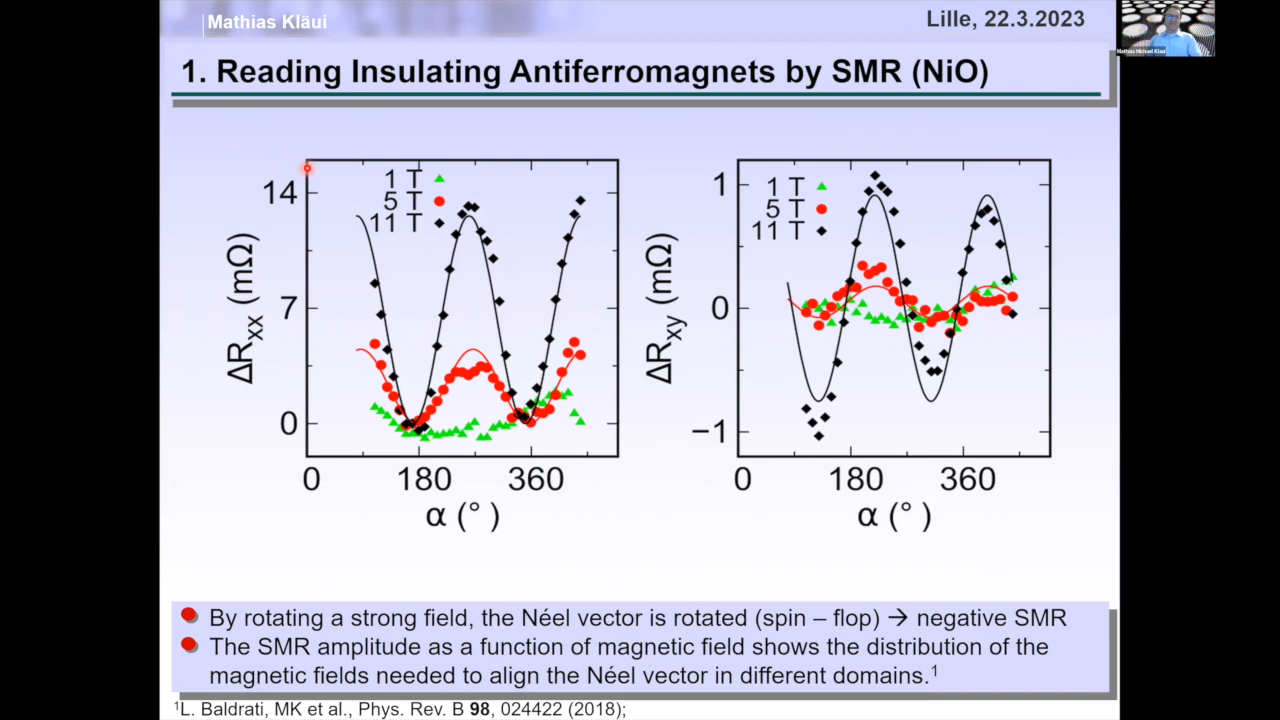 Mathias Kläui
Lille, 22.3.2023
Mathias Michael Kläui
1. Reading Insulating Antiferromagnets by SMR (NiO)
1 T
5 T
11 T
14
7
0
ΔRxx (mΩ)
0 180 360
α (°)
1 T
5 T
11 T
1
0
−1
ΔRxy (mΩ)
0 180 360
α (°)
By rotating a strong field, the Néel vector is rotated (spin – flop) → negative SMR
The SMR amplitude as a function of magnetic field shows the distribution of the
magnetic fields needed to align the Néel vector in different domains.¹
¹L. Baldrati, MK et al., Phys. Rev. B 98, 024422 (2018);